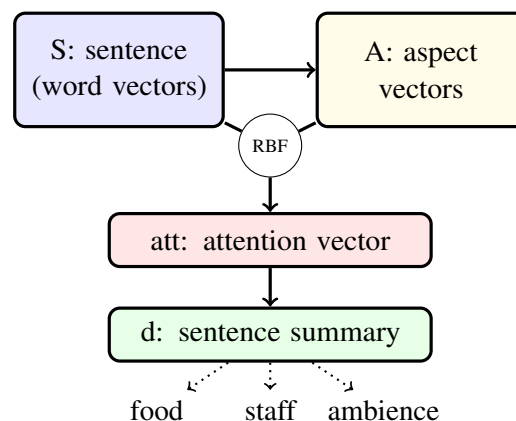 S: sentence
(word vectors)
A: aspect
vectors
RBF
att: attention vector
d: sentence summary
food staff ambience